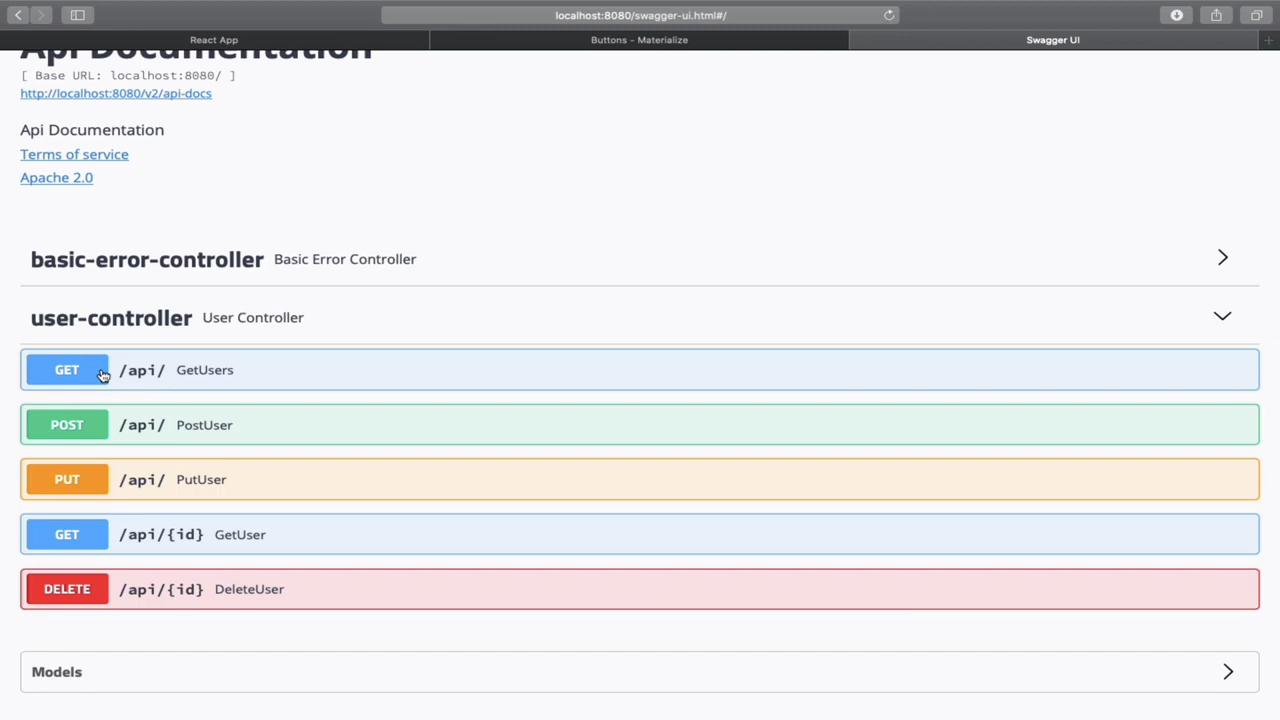 localhost:8080/swagger-ui.html#/
React App
Buttons - Materialize
Swagger UI
Api Documentation
[ Base URL: localhost:8080/ ]
http://localhost:8080/v2/api-docs
Api Documentation
Terms of service
Apache 2.0
basic-error-controller Basic Error Controller
user-controller User Controller
GET /api/ GetUsers
POST /api/ PostUser
PUT /api/ PutUser
GET /api/{id} GetUser
DELETE /api/{id} DeleteUser
Models